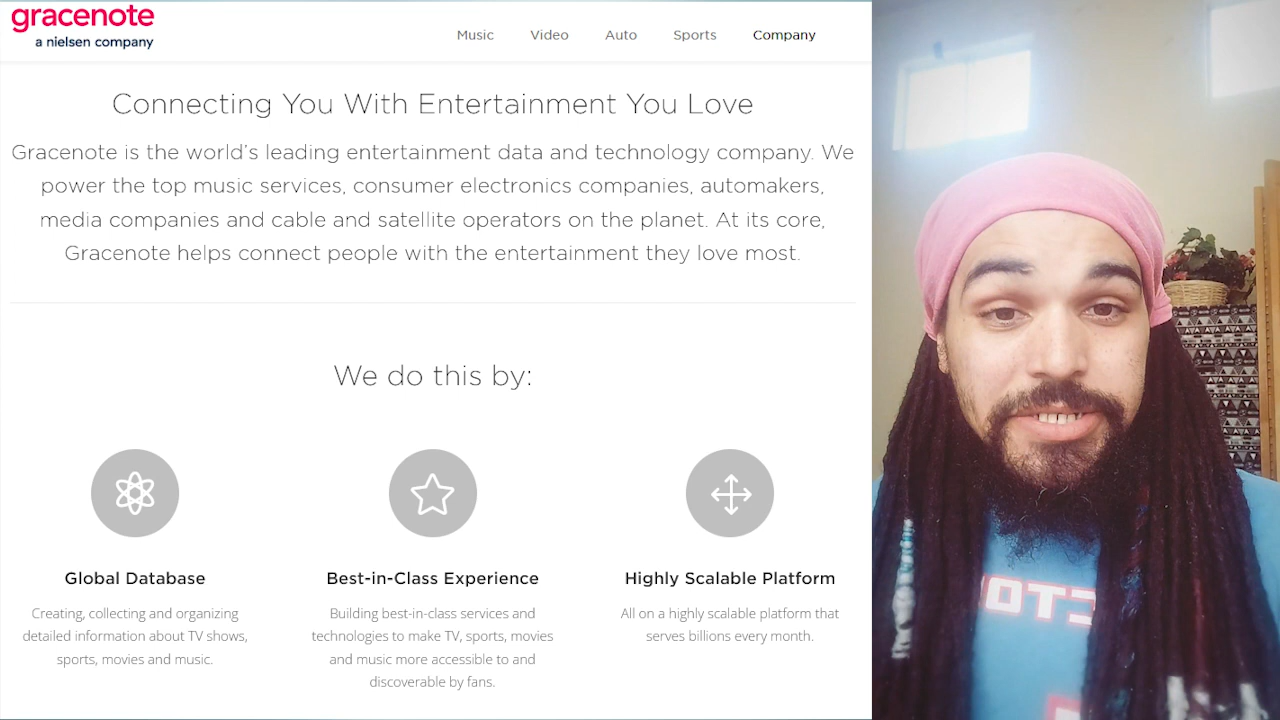 gracenote
a nielsen company
Music Video Auto Sports Company
Connecting You With Entertainment You Love
Gracenote is the world’s leading entertainment data and technology company. We
power the top music services, consumer electronics companies, automakers,
media companies and cable and satellite operators on the planet. At its core,
Gracenote helps connect people with the entertainment they love most.
We do this by:
Global Database
Creating, collecting and organizing
detailed information about TV shows,
sports, movies and music.
Best-in-Class Experience
Building best-in-class services and
technologies to make TV, sports, movies
and music more accessible to and
discoverable by fans.
Highly Scalable Platform
All on a highly scalable platform that
serves billions every month.